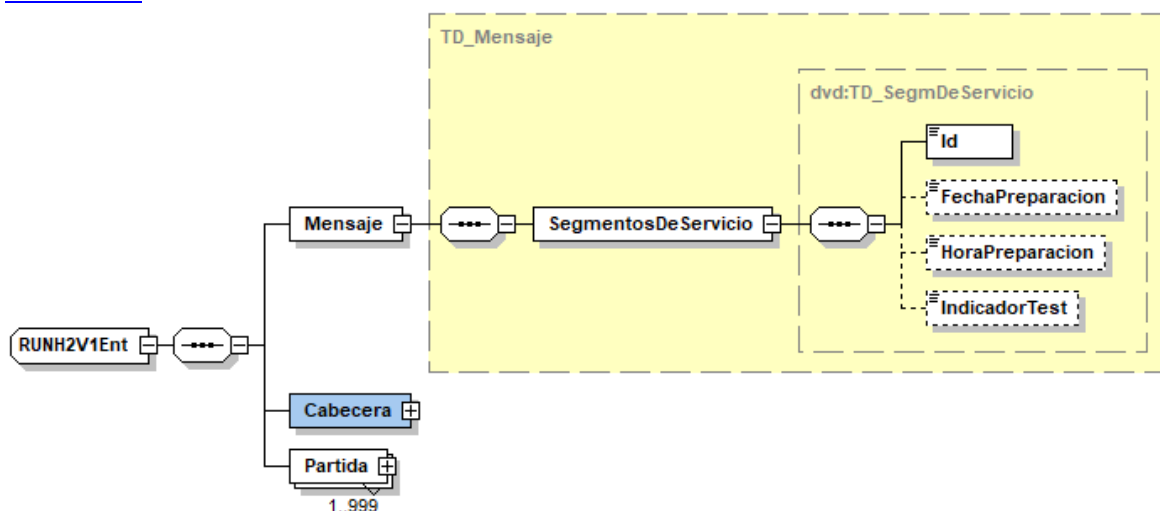 TD_Mensaje
dvd:TD_SegmDeServicio
Id
FechaPreparacion
Mensaje
SegmentosDeServicio
HoraPreparacion
IndicadorTest
RUNH2V1Ent
Cabecera
Partida
1..999